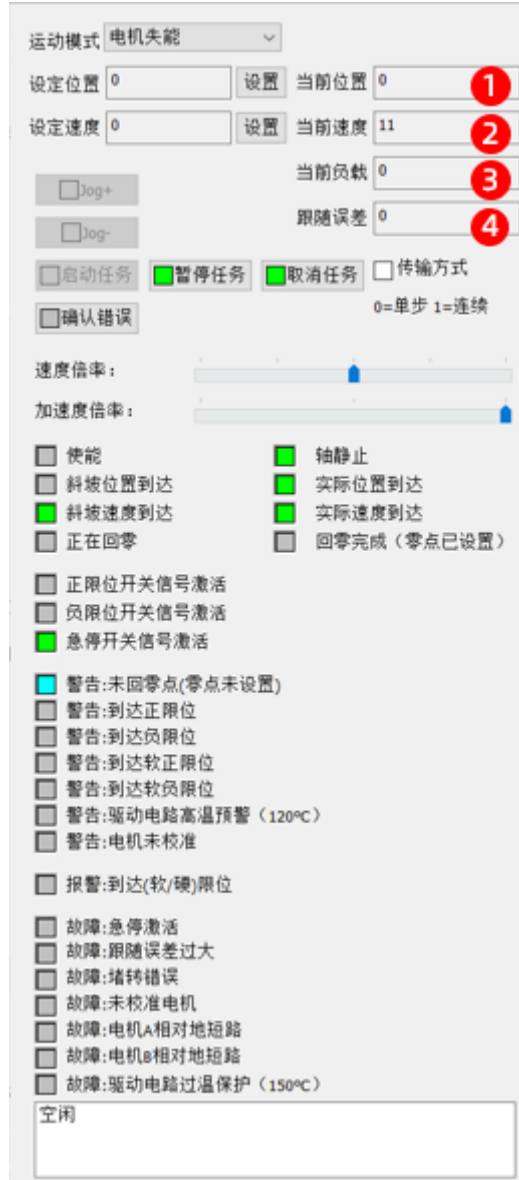 运动模式 电机失能
设定位置 0 设置 当前位置 0 1
设定速度 0 设置 当前速度 11 2
当前负载 0 3
Jog+
跟随误差 0 4
Jog-
启动任务 暂停任务 取消任务 传输方式
确认错误 0=单步 1=连续
速度倍率：
加速度倍率：
使能 轴静止
斜坡位置到达 实际位置到达
斜坡速度到达 实际速度到达
正在回零 回零完成（零点已设置）
正限位开关信号激活
负限位开关信号激活
急停开关信号激活
警告:未回零点(零点未设置)
警告:到达正限位
警告:到达负限位
警告:到达软正限位
警告:到达软负限位
警告:驱动电路高温预警（120℃）
警告:电机未校准
报警:到达(软/硬)限位
故障:急停激活
故障:跟随误差过大
故障:堵转错误
故障:未校准电机
故障:电机A相对地短路
故障:电机B相对地短路
故障:驱动电路过温保护（150℃）
空闲